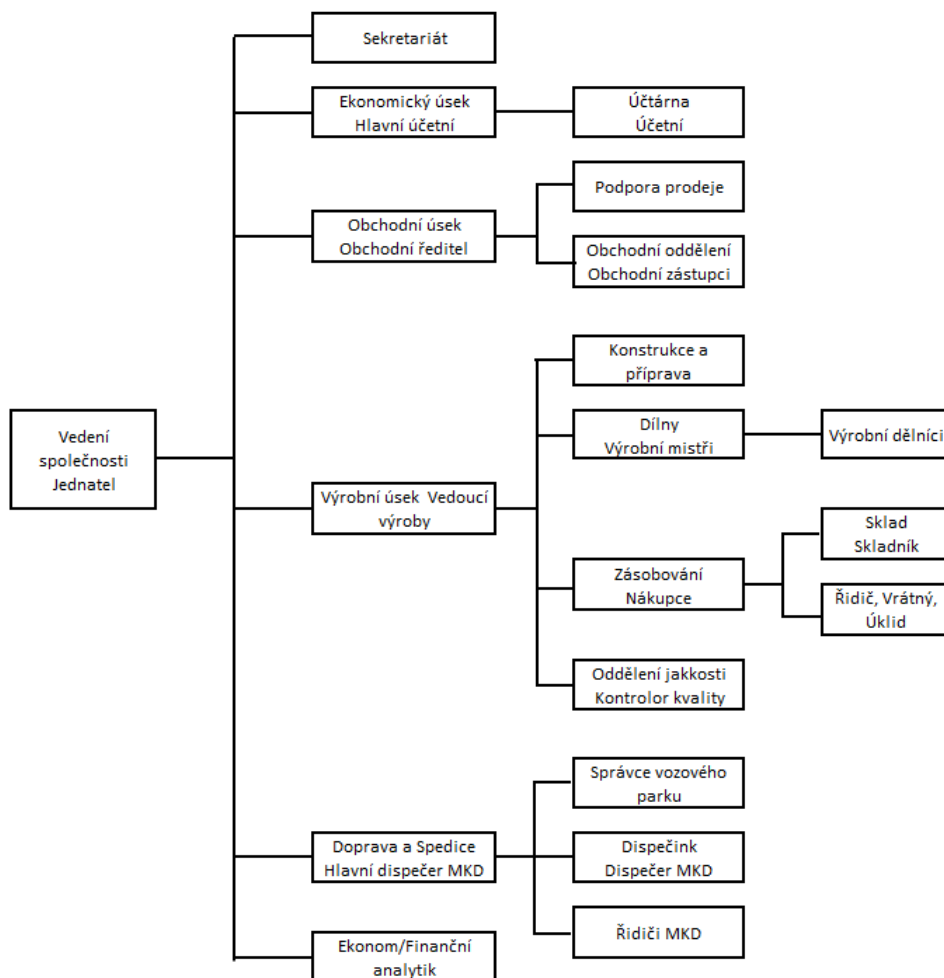 Sekretariát
Ekonomický úsek
Hlavní účetní
Účtárna
Účetní
Podpora prodeje
Obchodní úsek
Obchodní ředitel
Obchodní oddělení
Obchodní zástupci
Konstrukce a
příprava
Vedení
společnosti
Jednatel
Dílny
Výrobní mistři
Výrobní dělníci
Výrobní úsek  Vedoucí
výroby
Sklad
Skladník
Zásobování
Nákupce
Řidič, Vrátný,
Úklid
Oddělení jakkosti
Kontrolor kvality
Správce vozového
parku
Doprava a Spedice
Hlavní dispečer MKD
Dispečink
Dispečer MKD
Řidiči MKD
Ekonom/Finanční
analytik